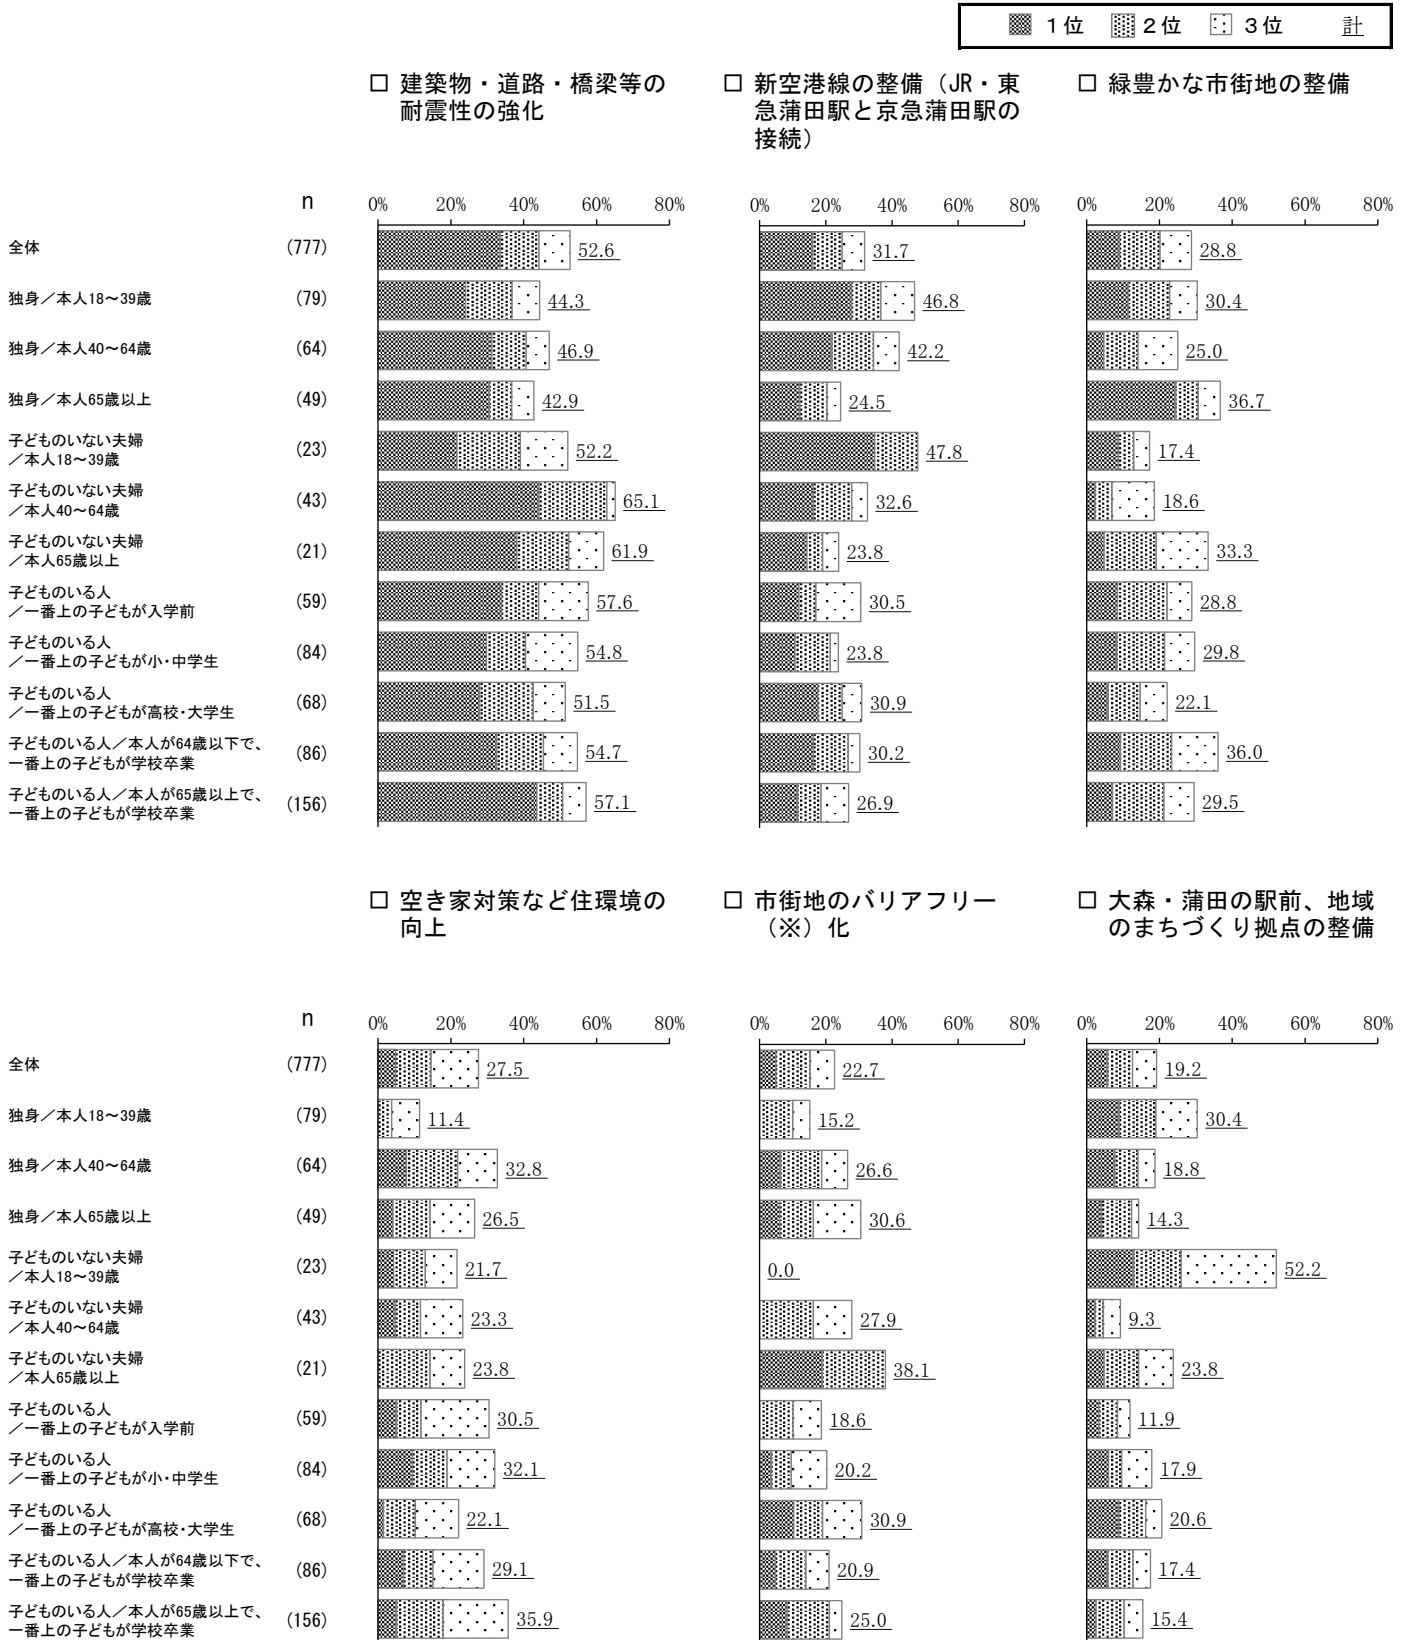 1位 2位 3位 計
□ 建築物・道路・橋梁等の
耐震性の強化
□ 新空港線の整備（JR・東
急蒲田駅と京急蒲田駅の
接続）
□ 緑豊かな市街地の整備
n 0% 20% 40% 60% 80% 0% 20% 40% 60% 80% 0% 20% 40% 60% 80%
全体 (777) 52.6 31.7 28.8
独身／本人18～39歳 (79) 44.3 46.8 30.4
独身／本人40～64歳 (64) 46.9 42.2 25.0
独身／本人65歳以上 (49) 42.9 24.5 36.7
子どものいない夫婦
／本人18～39歳 (23) 52.2 47.8 17.4
子どものいない夫婦
／本人40～64歳 (43) 65.1 32.6 18.6
子どものいない夫婦
／本人65歳以上 (21) 61.9 23.8 33.3
子どものいる人
／一番上の子どもが入学前 (59) 57.6 30.5 28.8
子どものいる人
／一番上の子どもが小・中学生 (84) 54.8 23.8 29.8
子どものいる人
／一番上の子どもが高校・大学生 (68) 51.5 30.9 22.1
子どものいる人／本人が64歳以下で、
一番上の子どもが学校卒業 (86) 54.7 30.2 36.0
子どものいる人／本人が65歳以上で、
一番上の子どもが学校卒業 (156) 57.1 26.9 29.5
□ 空き家対策など住環境の
向上
□ 市街地のバリアフリー
（※）化
□ 大森・蒲田の駅前、地域
のまちづくり拠点の整備
n 0% 20% 40% 60% 80% 0% 20% 40% 60% 80% 0% 20% 40% 60% 80%
全体 (777) 27.5 22.7 19.2
独身／本人18～39歳 (79) 11.4 15.2 30.4
独身／本人40～64歳 (64) 32.8 26.6 18.8
独身／本人65歳以上 (49) 26.5 30.6 14.3
子どものいない夫婦
／本人18～39歳 (23) 21.7 0.0 52.2
子どものいない夫婦
／本人40～64歳 (43) 23.3 27.9 9.3
子どものいない夫婦
／本人65歳以上 (21) 23.8 38.1 23.8
子どものいる人
／一番上の子どもが入学前 (59) 30.5 18.6 11.9
子どものいる人
／一番上の子どもが小・中学生 (84) 32.1 20.2 17.9
子どものいる人
／一番上の子どもが高校・大学生 (68) 22.1 30.9 20.6
子どものいる人／本人が64歳以下で、
一番上の子どもが学校卒業 (86) 29.1 20.9 17.4
子どものいる人／本人が65歳以上で、
一番上の子どもが学校卒業 (156) 35.9 25.0 15.4